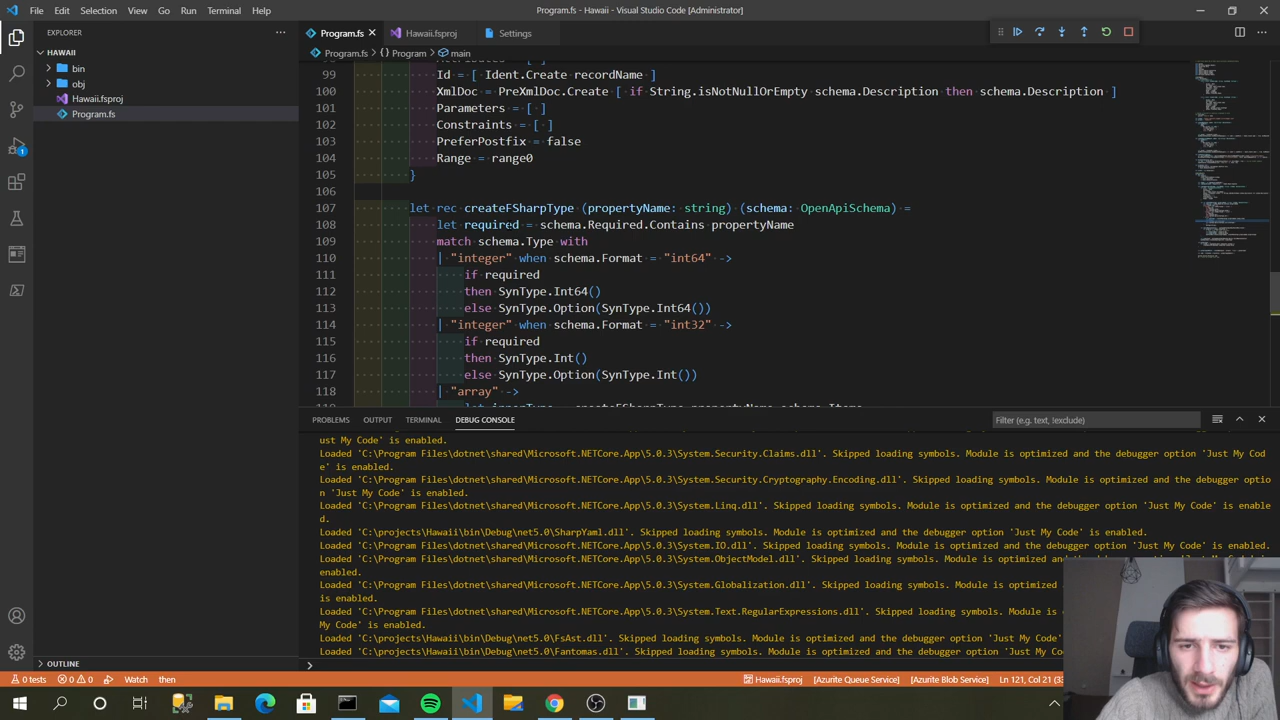 File Edit Selection View Go Run Terminal Help
Program.fs - Hawaii - Visual Studio Code [Administrator]
EXPLORER
Program.fs
Hawaii.fsproj
Settings
HAWAII
Program.fs > {} Program > main
bin
obj
Hawaii.fsproj
Program.fs
99 Id = [ Ident.Create recordName ]
100 XmlDoc = PreXmlDoc.Create [ if String.isNotNullOrEmpty schema.Description then schema.Description ]
101 Parameters = [ ]
102 Constraints = [ ]
103 PreferPostfix = false
104 Range = range0
105 }
106
107 let rec createFSharpType (propertyName: string) (schema: OpenApiSchema) =
108 let required = schema.Required.Contains propertyName
109 match schema.Type with
110 | "integer" when schema.Format = "int64" ->
111 if required
112 then SynType.Int64()
113 else SynType.Option(SynType.Int64())
114 | "integer" when schema.Format = "int32" ->
115 if required
116 then SynType.Int()
117 else SynType.Option(SynType.Int())
118 | "array" ->
PROBLEMS OUTPUT TERMINAL DEBUG CONSOLE
Filter (e.g. text, !exclude)
ust My Code' is enabled.
Loaded 'C:\Program Files\dotnet\shared\Microsoft.NETCore.App\5.0.3\System.Security.Claims.dll'. Skipped loading symbols. Module is optimized and the debugger option 'Just My Cod
e' is enabled.
Loaded 'C:\Program Files\dotnet\shared\Microsoft.NETCore.App\5.0.3\System.Security.Cryptography.Encoding.dll'. Skipped loading symbols. Module is optimized and the debugger optio
n 'Just My Code' is enabled.
Loaded 'C:\Program Files\dotnet\shared\Microsoft.NETCore.App\5.0.3\System.Linq.dll'. Skipped loading symbols. Module is optimized and the debugger option 'Just My Code' is enable
d.
Loaded 'C:\projects\Hawaii\bin\Debug\net5.0\SharpYaml.dll'. Skipped loading symbols. Module is optimized and the debugger option 'Just My Code' is enabled.
Loaded 'C:\Program Files\dotnet\shared\Microsoft.NETCore.App\5.0.3\System.IO.dll'. Skipped loading symbols. Module is optimized and the debugger option 'Just My Code' is enabled.
Loaded 'C:\Program Files\dotnet\shared\Microsoft.NETCore.App\5.0.3\System.ObjectModel.dll'. Skipped loading symbols. Module is optimized and the debugger option 'Just My Code' is
enabled.
Loaded 'C:\Program Files\dotnet\shared\Microsoft.NETCore.App\5.0.3\System.Globalization.dll'. Skipped loading symbols. Module is optimized and the
is enabled.
Loaded 'C:\Program Files\dotnet\shared\Microsoft.NETCore.App\5.0.3\System.Text.RegularExpressions.dll'. Skipped loading symbols. Module is
My Code' is enabled.
Loaded 'C:\projects\Hawaii\bin\Debug\net5.0\FsAst.dll'. Skipped loading symbols. Module is optimized and the debugger option 'Just My Code'
Loaded 'C:\projects\Hawaii\bin\Debug\net5.0\Fantomas.dll'. Skipped loading symbols. Module is optimized and the debugger option 'Just My Code'
OUTLINE
0 tests 0 0 Watch then
Hawaii.fsproj [Azurite Queue Service] [Azurite Blob Service] Ln 121, Col 21